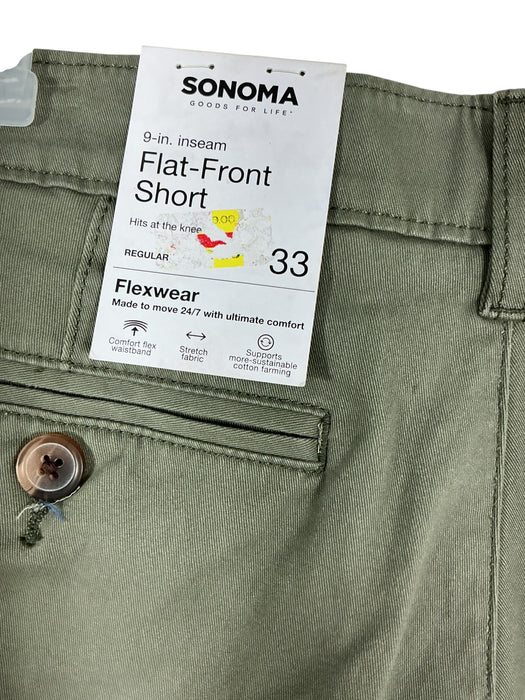 SONOMA
GOODS FOR LIFE
9-in. inseam
Flat-Front
Short
Hits at the knee
REGULAR
33
Flexwear
Made to move 24/7 with ultimate comfort
Comfort flex
waistband
Stretch
fabric
Supports
more-sustainable
cotton farming